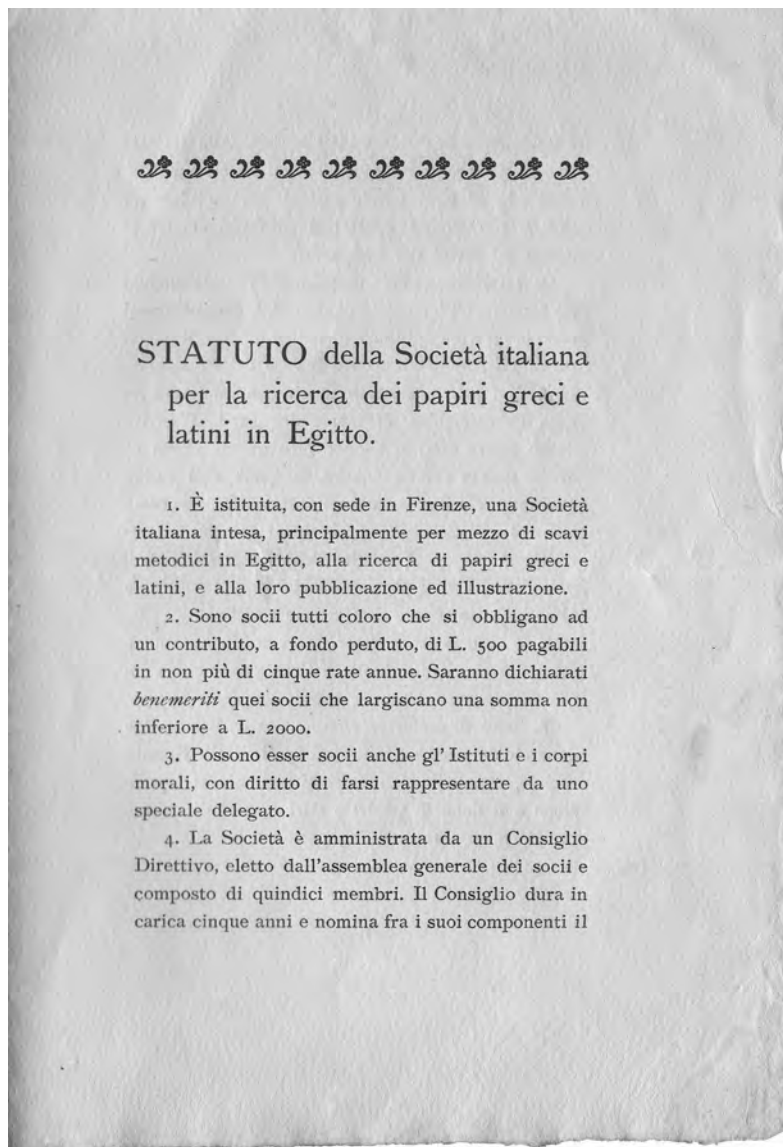 STATUTO della Società italiana
per la ricerca dei papiri greci e
latini in Egitto.
1. È istituita, con sede in Firenze, una Società
italiana intesa, principalmente per mezzo di scavi
metodici in Egitto, alla ricerca di papiri greci e
latini, e alla loro pubblicazione ed illustrazione.
2. Sono socii tutti coloro che si obbligano ad
un contributo, a fondo perduto, di L. 500 pagabili
in non più di cinque rate annue. Saranno dichiarati
benemeriti quei socii che largiscano una somma non
inferiore a L. 2000.
3. Possono esser socii anche gl' Istituti e i corpi
morali, con diritto di farsi rappresentare da uno
speciale delegato.
4. La Società è amministrata da un Consiglio
Direttivo, eletto dall'assemblea generale dei socii e
composto di quindici membri. Il Consiglio dura in
carica cinque anni e nomina fra i suoi componenti il